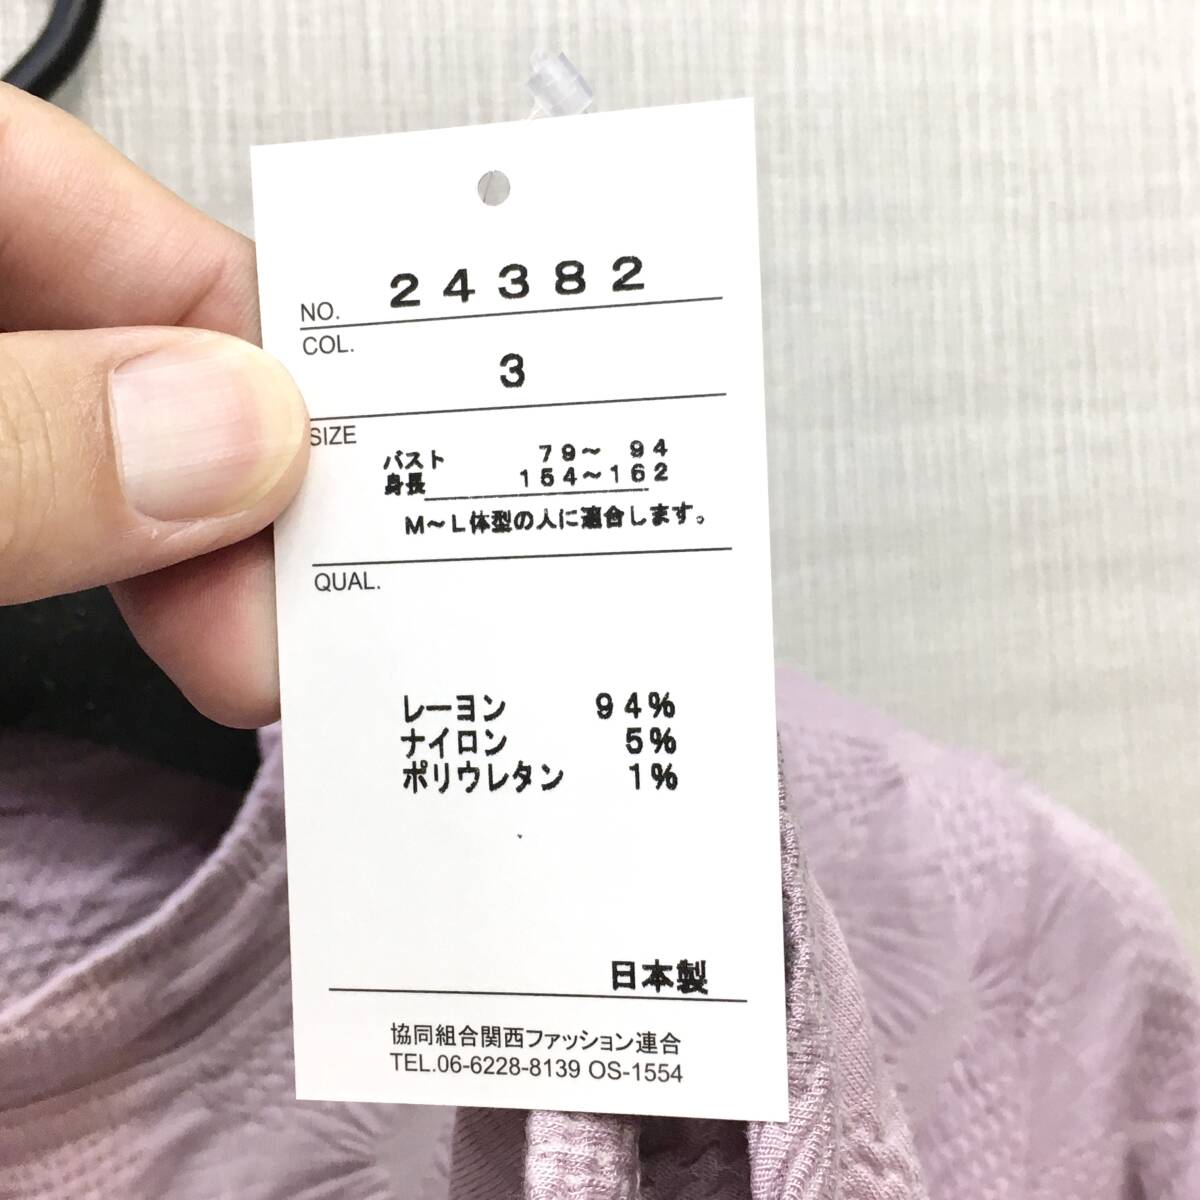 NO. 24382
COL.
3
SIZE
バスト 79～ 94
身長 154～162
M～L体型の人に適合します。
QUAL.
レーヨン 94%
ナイロン 5%
ポリウレタン 1%
日本製
協同組合関西ファッション連合
TEL.06-6228-8139 OS-1554